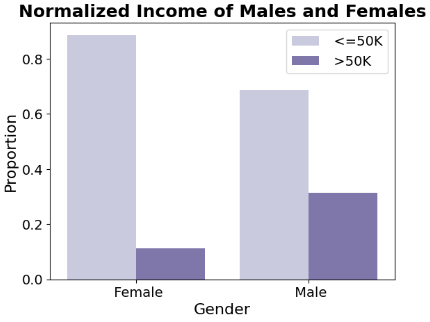 Normalized Income of Males and Females
<=50K
>50K
Proportion
0.8
0.6
0.4
0.2
0.0
Female
Male
Gender